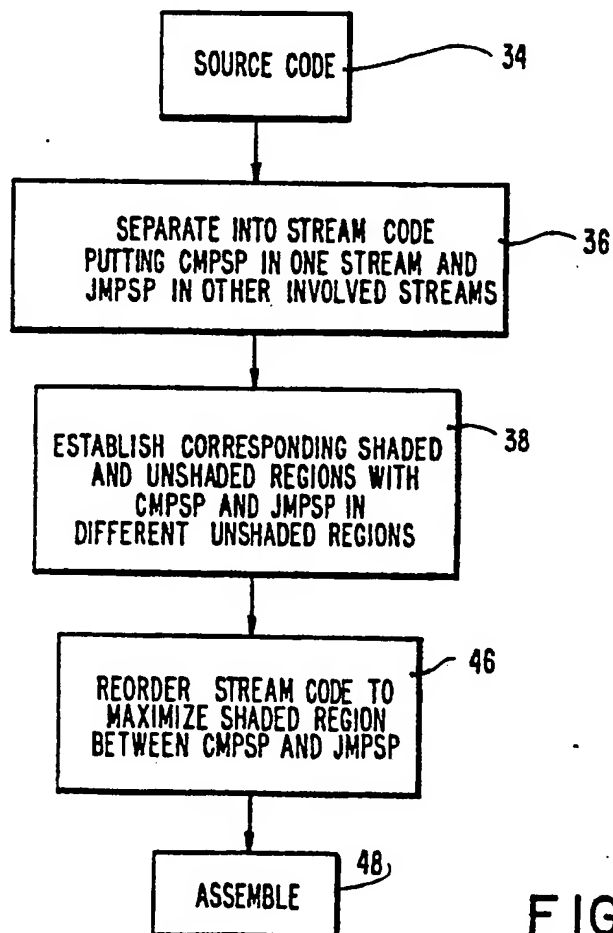 SOURCE CODE
34
SEPARATE INTO STREAM CODE
PUTTING CMPSP IN ONE STREAM AND
JMPSP IN OTHER INVOLVED STREAMS
36
ESTABLISH CORRESPONDING SHADED
AND UNSHADED REGIONS WITH
CMPSP AND JMPSP IN
DIFFERENT UNSHADED REGIONS
38
REORDER STREAM CODE TO
MAXIMIZE SHADED REGION
BETWEEN CMPSP AND JMPSP
46
ASSEMBLE
48
FIG